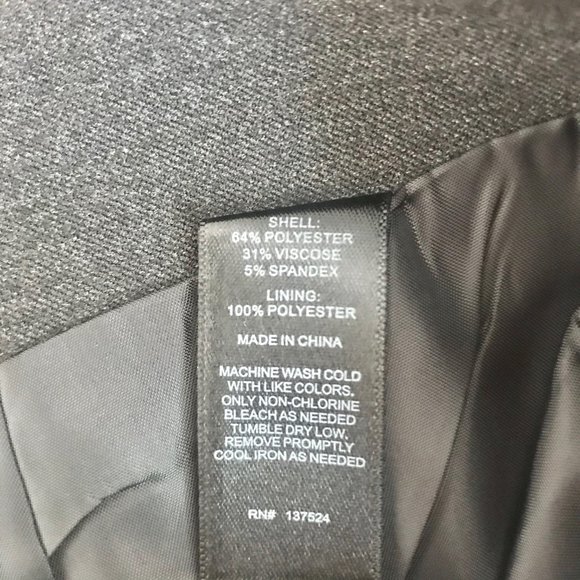 SHELL:
64% POLYESTER
31% VISCOSE
5% SPANDEX
LINING:
100% POLYESTER
MADE IN CHINA
MACHINE WASH COLD
WITH LIKE COLORS,
ONLY NON-CHLORINE
BLEACH AS NEEDED
TUMBLE DRY LOW,
REMOVE PROMPTLY
COOL IRON AS NEEDED
RN# 137524